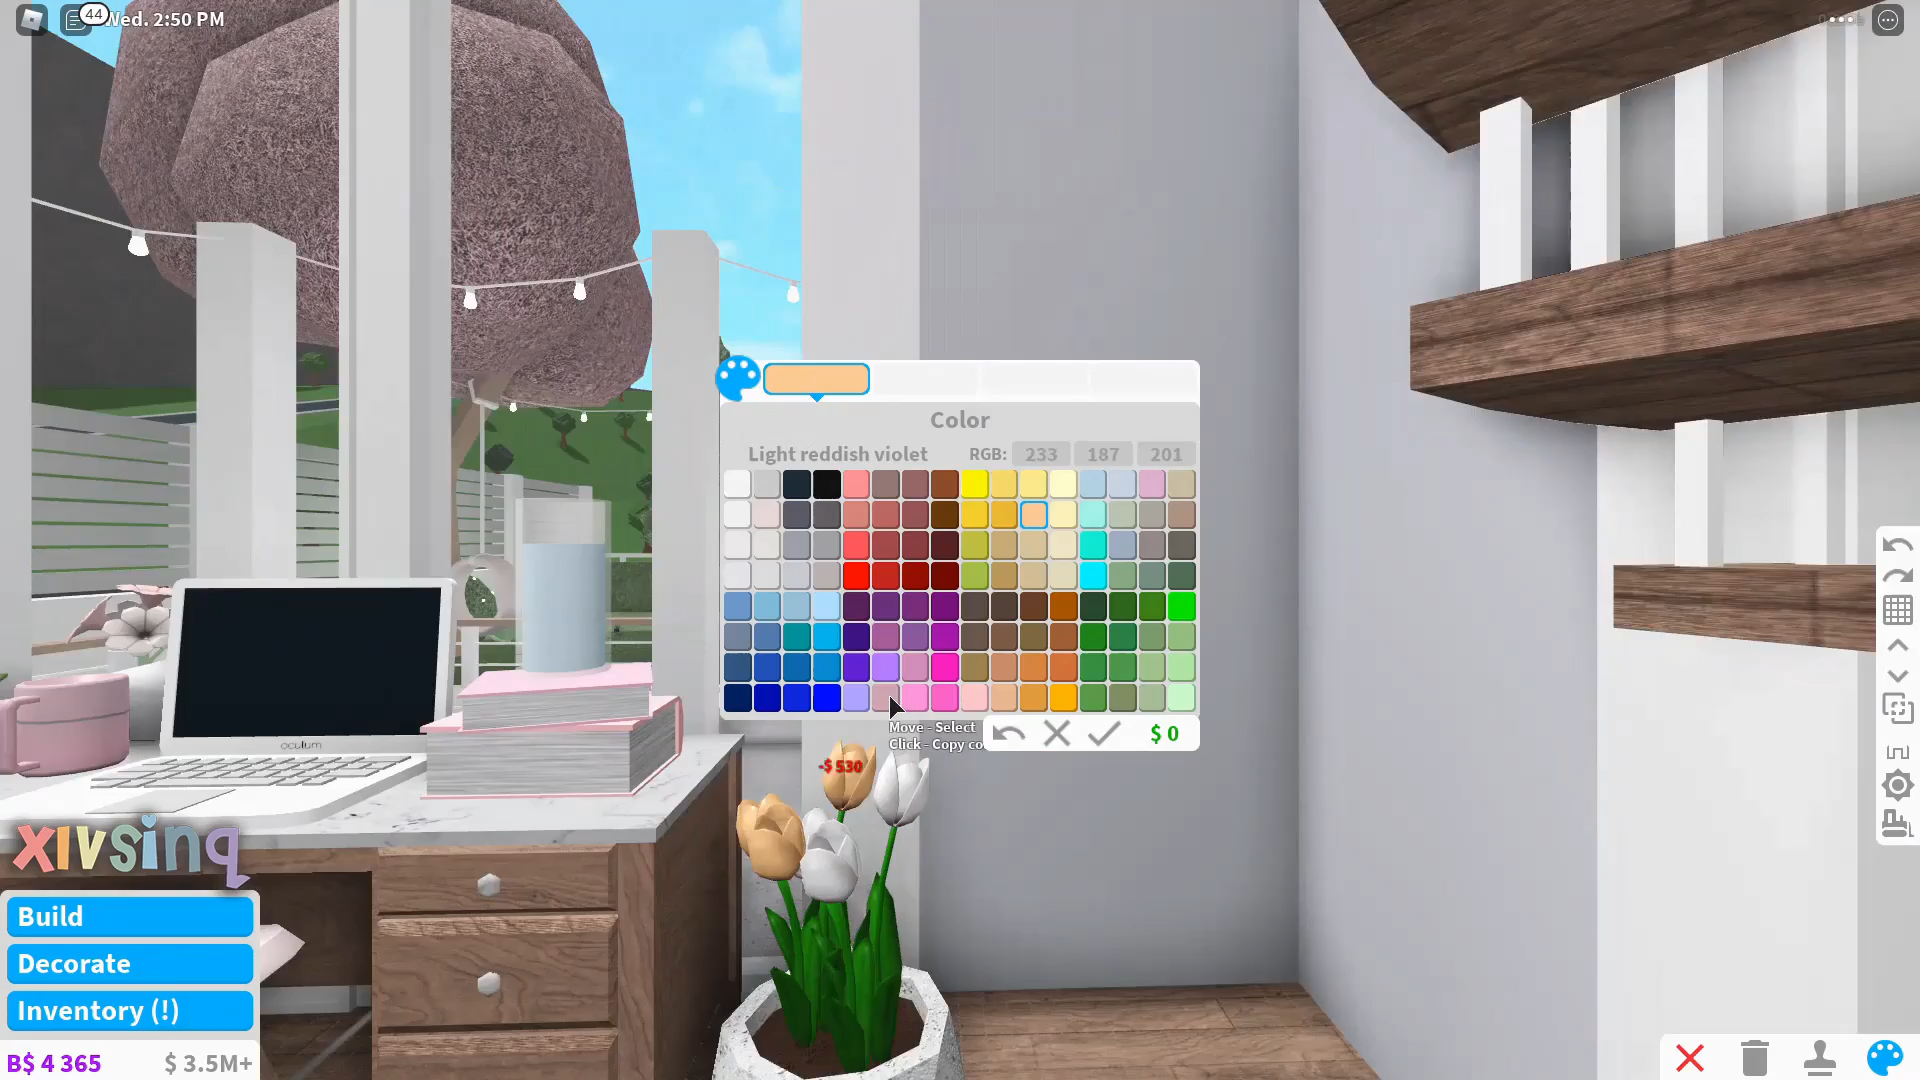 44
Wed. 2:50 PM
Color
Light reddish violet
RGB: 233 187 201
Move - Select
Click - Copy co
$ 0
-$ 530
oculum
xivsinq
Build
Decorate
Inventory (!)
B$ 4 365
$ 3.5M+